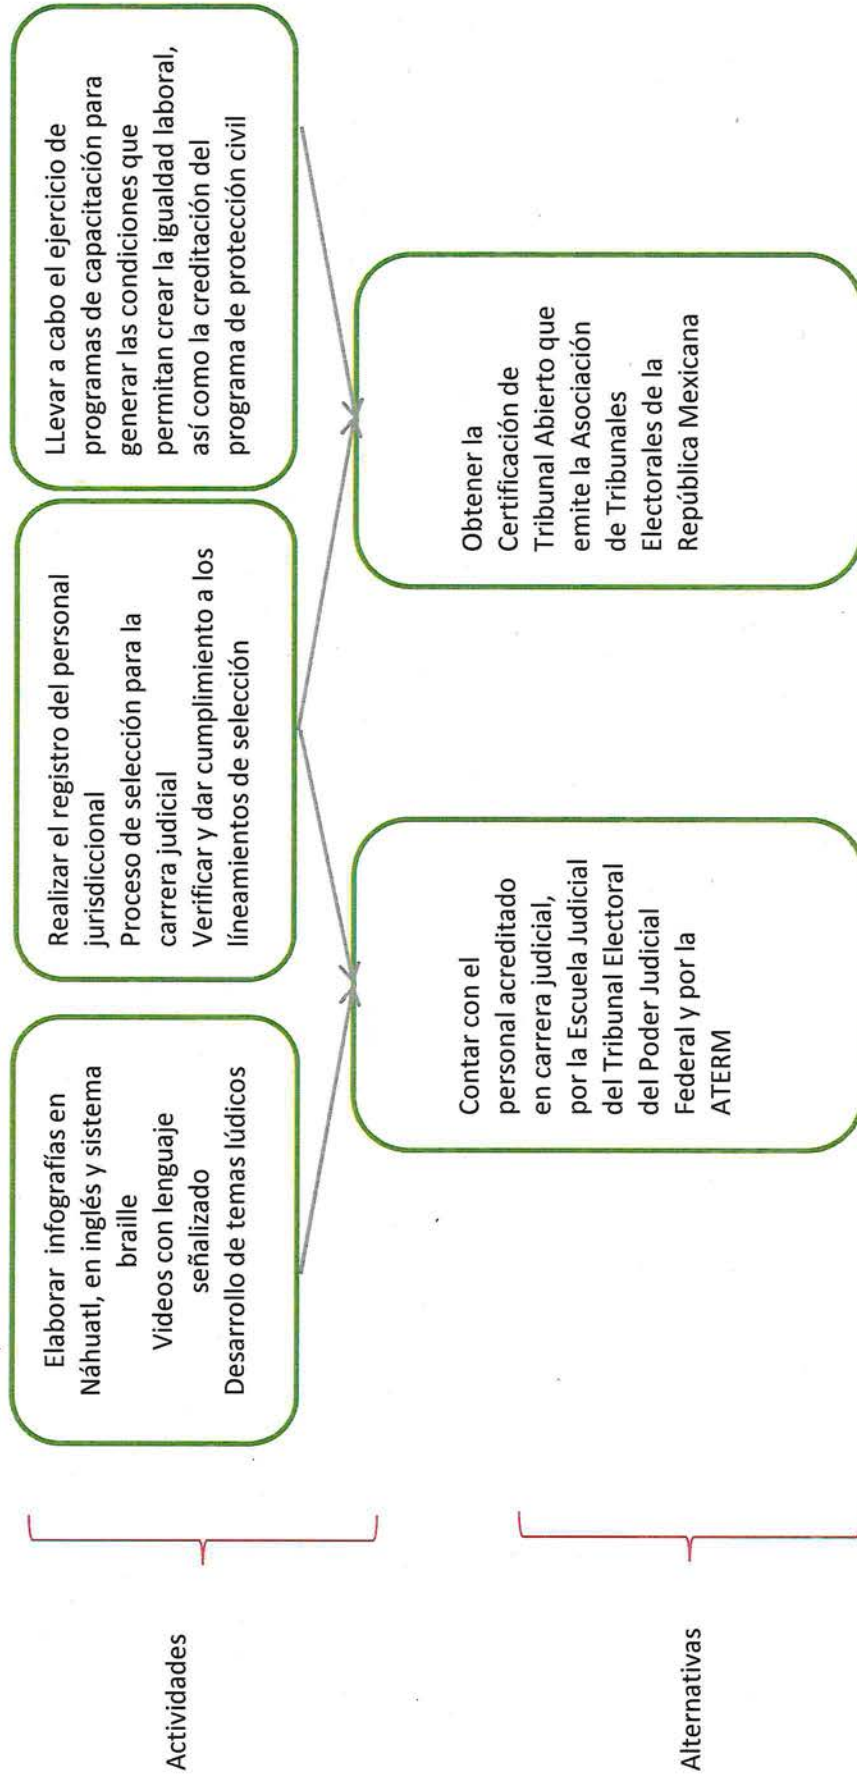 Actividades
Elaborar infografías en
Náhuatl, en inglés y sistema
braille
Videos con lenguaje
señalizado
Desarrollo de temas lúdicos
Realizar el registro del personal
jurisdiccional
Proceso de selección para la
carrera judicial
Verificar y dar cumplimiento a los
líneamientos de selección
LLevar a cabo el ejercicio de
programas de capacitación para
generar las condiciones que
permitan crear la igualdad laboral,
así como la creditación del
programa de protección civil
Alternativas
Contar con el
personal acreditado
en carrera judicial,
por la Escuela Judicial
del Tribunal Electoral
del Poder Judicial
Federal y por la
ATERM
Obtener la
Certificación de
Tribunal Abierto que
emite la Asociación
de Tribunales
Electorales de la
República Mexicana